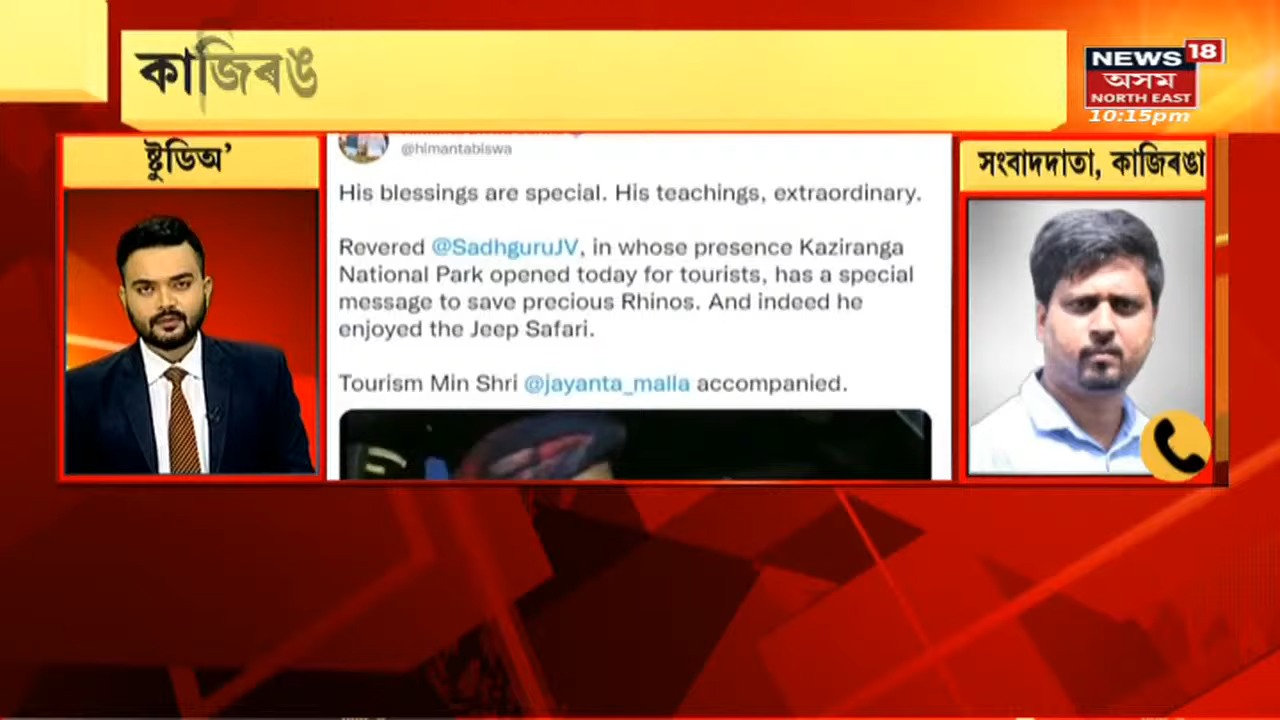 কাজিৰঙ
NEWS 18
অসম
NORTH EAST
10:15pm
ষ্টুডিঅ’
@himantabiswa
His blessings are special. His teachings, extraordinary.
Revered @SadhguruJV, in whose presence Kaziranga
National Park opened today for tourists, has a special
message to save precious Rhinos. And indeed he
enjoyed the Jeep Safari.
Tourism Min Shri @jayanta_malla accompanied.
সংবাদদাতা, কাজিৰঙা